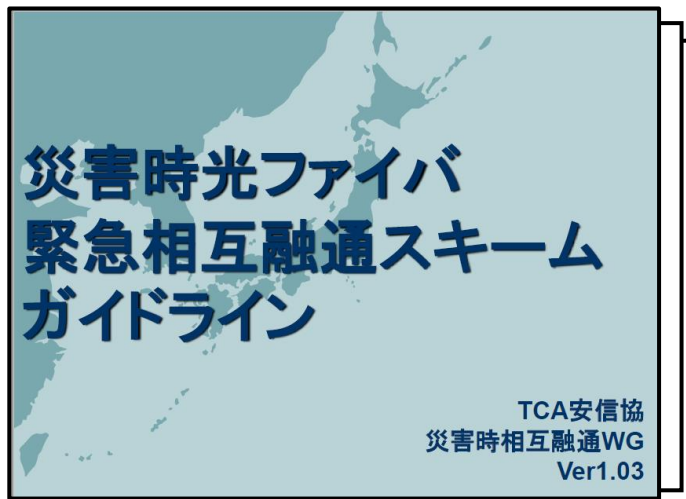 災害時光ファイバ
緊急相互融通スキーム
ガイドライン
TCA安信協
災害時相互融通WG
Ver1.03